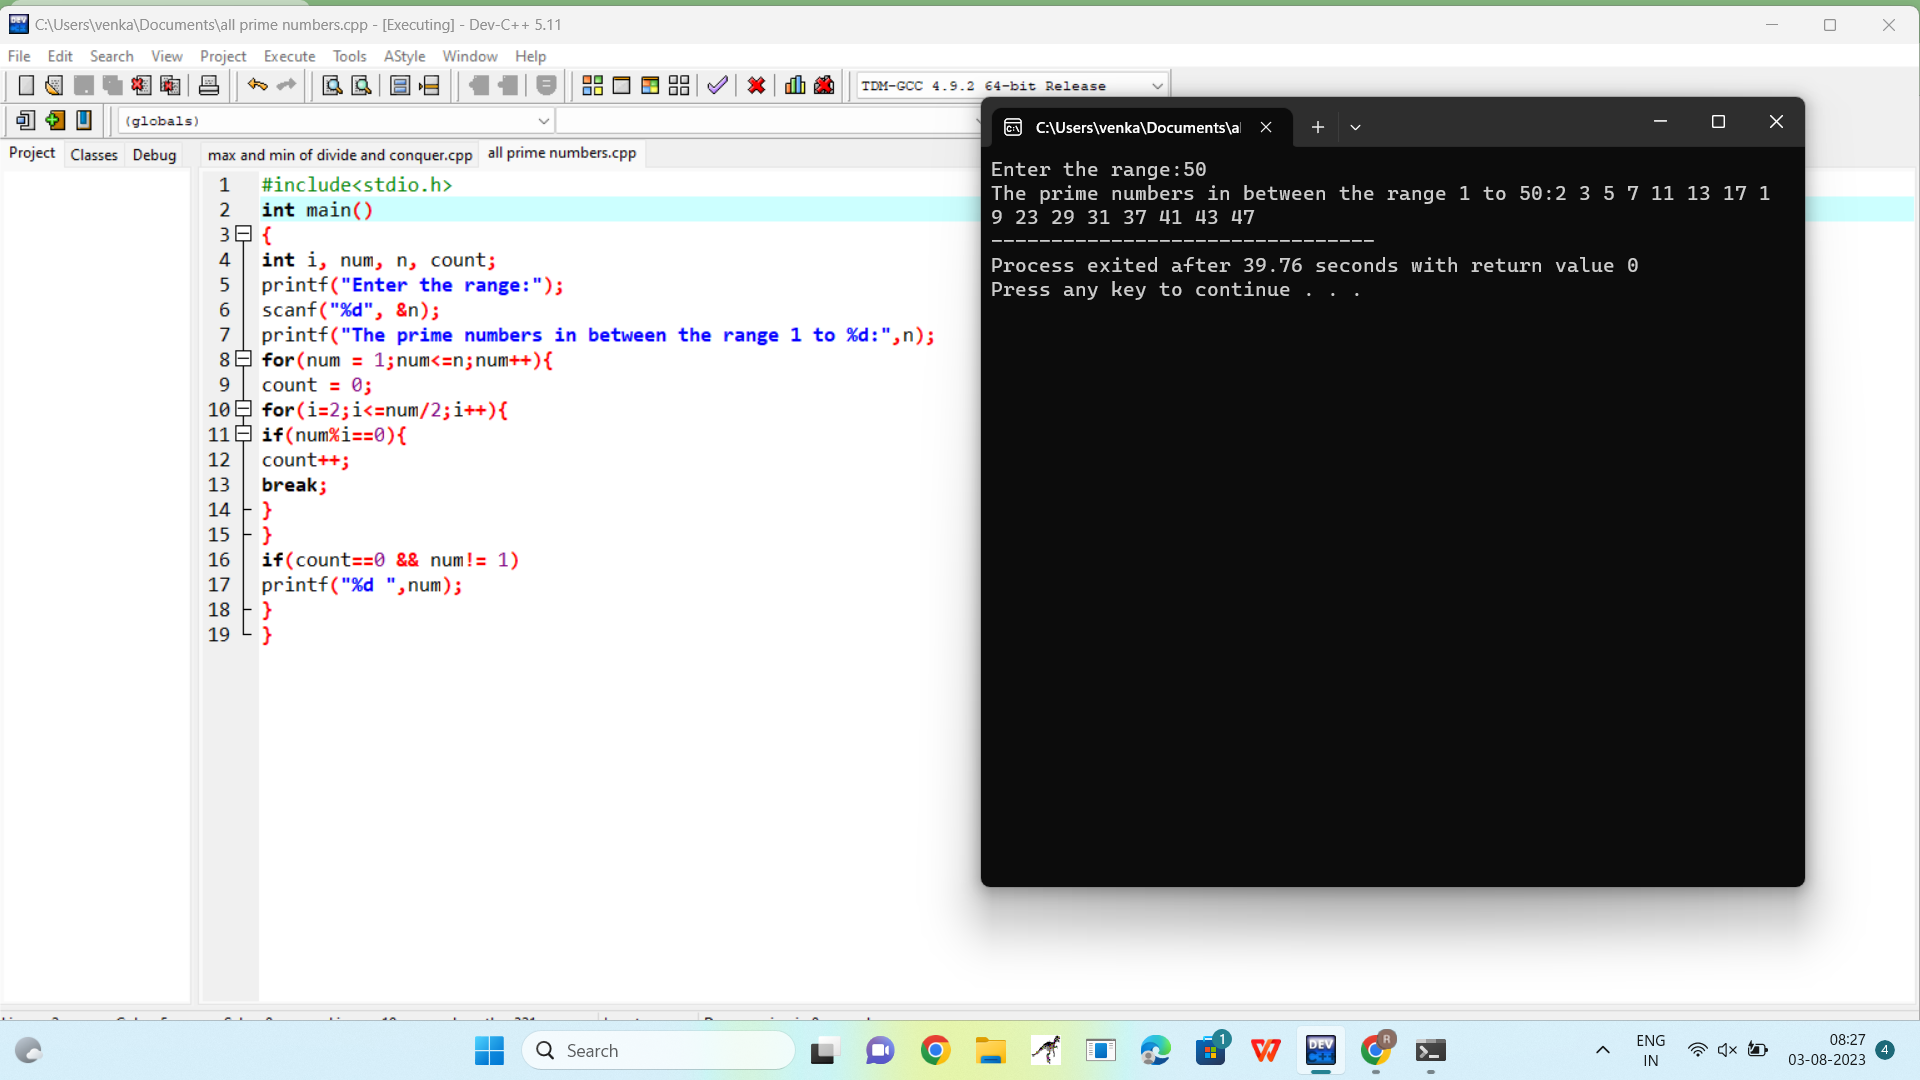 C:\Users\venka\Documents\all prime numbers.cpp - [Executing] - Dev-C++ 5.11
File Edit Search View Project Execute Tools AStyle Window Help
TDM-GCC 4.9.2 64-bit Release
(globals)
Project Classes Debug
max and min of divide and conquer.cpp all prime numbers.cpp
1 #include<stdio.h>
2 int main()
3 {
4 int i, num, n, count;
5 printf("Enter the range:");
6 scanf("%d", &n);
7 printf("The prime numbers in between the range 1 to %d:",n);
8 for(num = 1;num<=n;num++){
9 count = 0;
10 for(i=2;i<=num/2;i++){
11 if(num%i==0){
12 count++;
13 break;
14 }
15 }
16 if(count==0 && num!= 1)
17 printf("%d ",num);
18 }
19 }
C:\Users\venka\Documents\al
Enter the range:50
The prime numbers in between the range 1 to 50:2 3 5 7 11 13 17 1
9 23 29 31 37 41 43 47
--------------------------------
Process exited after 39.76 seconds with return value 0
Press any key to continue . . .
Search
1
DEV
R
ENG
IN
08:27
03-08-2023
4